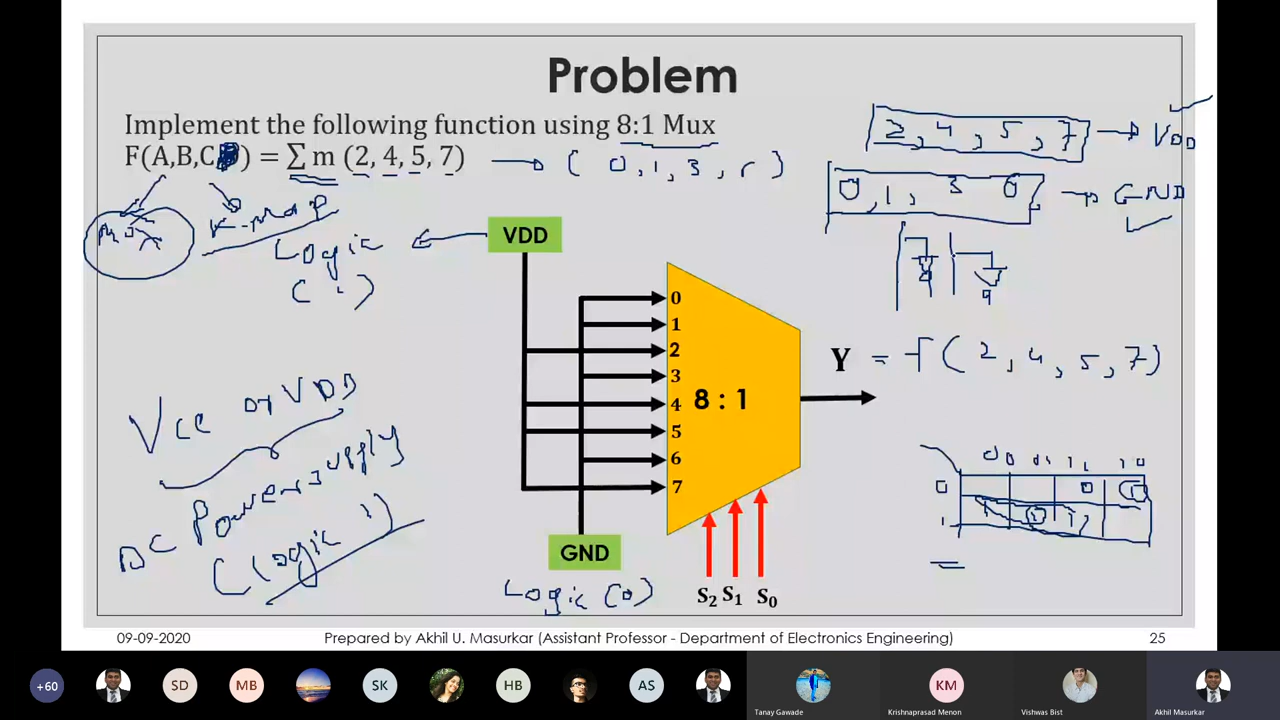 Problem
Implement the following function using 8:1 Mux
F(A,B,C) = ∑ m (2, 4, 5, 7) → ( 0, 1, 3, )
2, 4, 5, 7 → VDD
0, 1, 3 6 → GND
K-map
VDD
Logic
( 1 )
0
1
2
3
4
5
6
7
8 : 1
Y = f( 2, 4, 5, 7)
Vcc or VDD
DC Power supply
(Logic 1)
0
1
GND
Logic (0)
S2 S1 S0
09-09-2020 Prepared by Akhil U. Masurkar (Assistant Professor - Department of Electronics Engineering) 25
+60 SD MB SK HB AS KM
Tanay Gawade Krishnaprasad Menon Vishwas Bist Akhil Masurkar